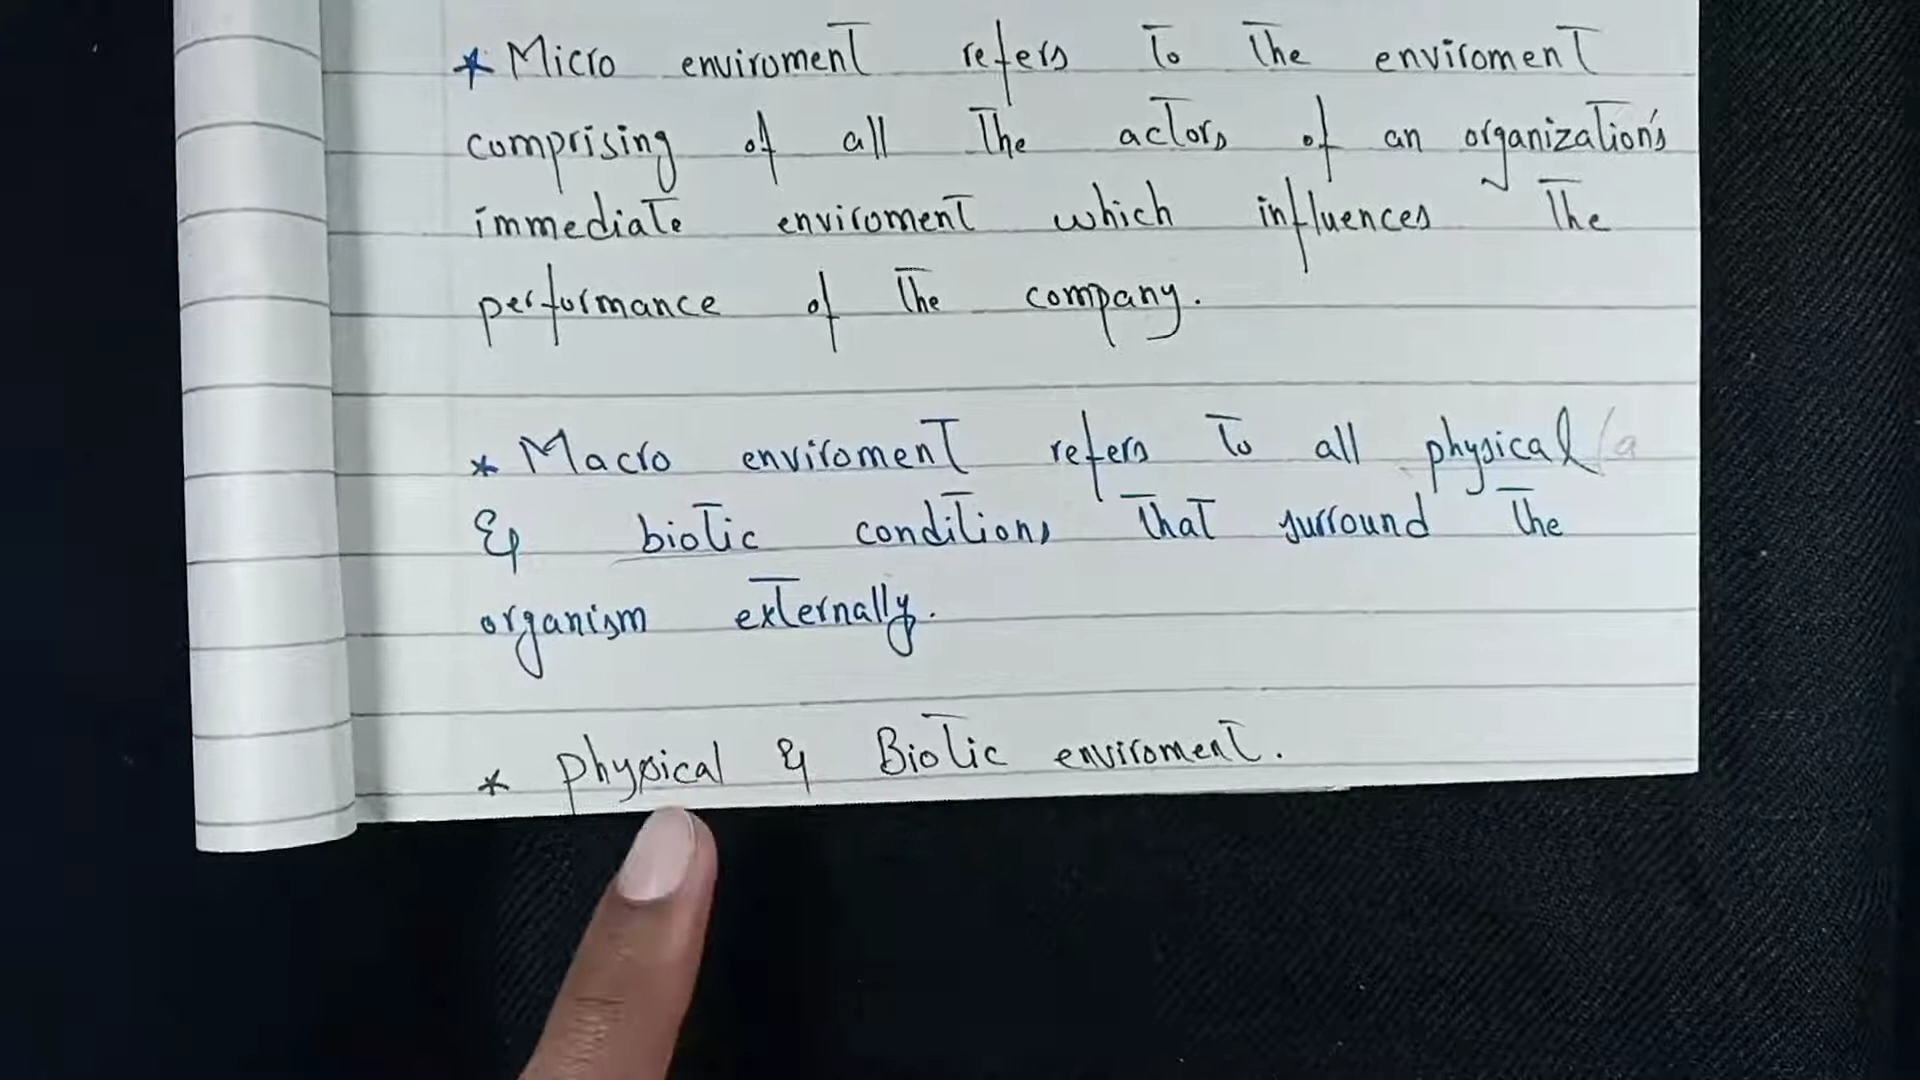 * Micro enviroment refers to the enviroment
comprising of all the actors of an organization's
immediate enviroment which influences the
performance of the company.
* Macro enviroment refers to all physical
& biotic conditions that surround the
organism externally.
* physical & Biotic enviroment.